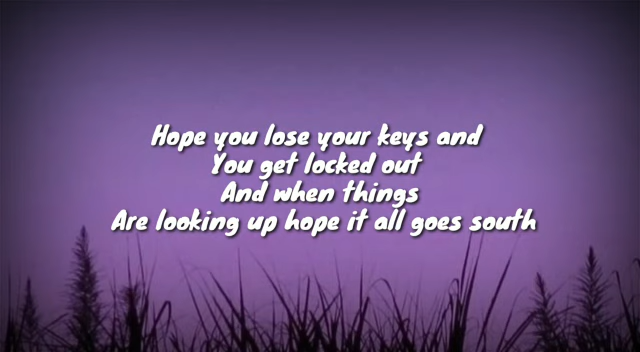 Hope you lose your keys and
You get locked out
And when things
Are looking up hope it all goes south